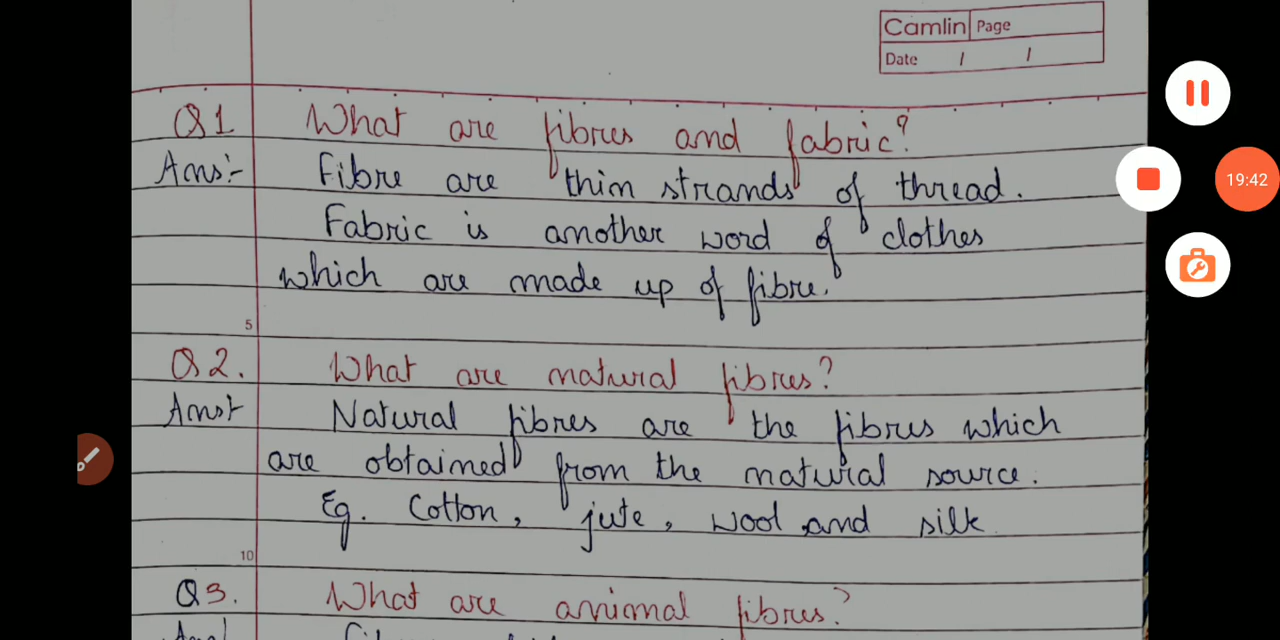 Camlin Page
Date / /
Q1 What are fibres and fabric?
Ans:- Fibre are thin strands of thread.
Fabric is another word of clothes
which are made up of fibre.
19:42
5
Q2. What are natural fibres?
Ans:- Natural fibres are the fibres which
are obtained from the natural source.
Eg. Cotton, jute, wool and silk
10
Q3. What are animal fibres?